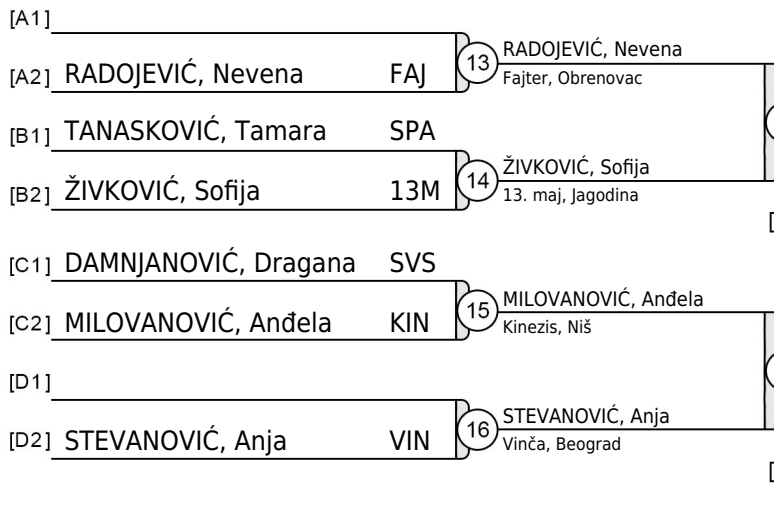 [A1]
[A2] RADOJEVIĆ, Nevena FAJ
13
RADOJEVIĆ, Nevena
Fajter, Obrenovac
[B1] TANASKOVIĆ, Tamara SPA
[B2] ŽIVKOVIĆ, Sofija 13M
14
ŽIVKOVIĆ, Sofija
13. maj, Jagodina
[C1] DAMNJANOVIĆ, Dragana SVS
[C2] MILOVANOVIĆ, Anđela KIN
15
MILOVANOVIĆ, Anđela
Kinezis, Niš
[D1]
[D2] STEVANOVIĆ, Anja VIN
16
STEVANOVIĆ, Anja
Vinča, Beograd